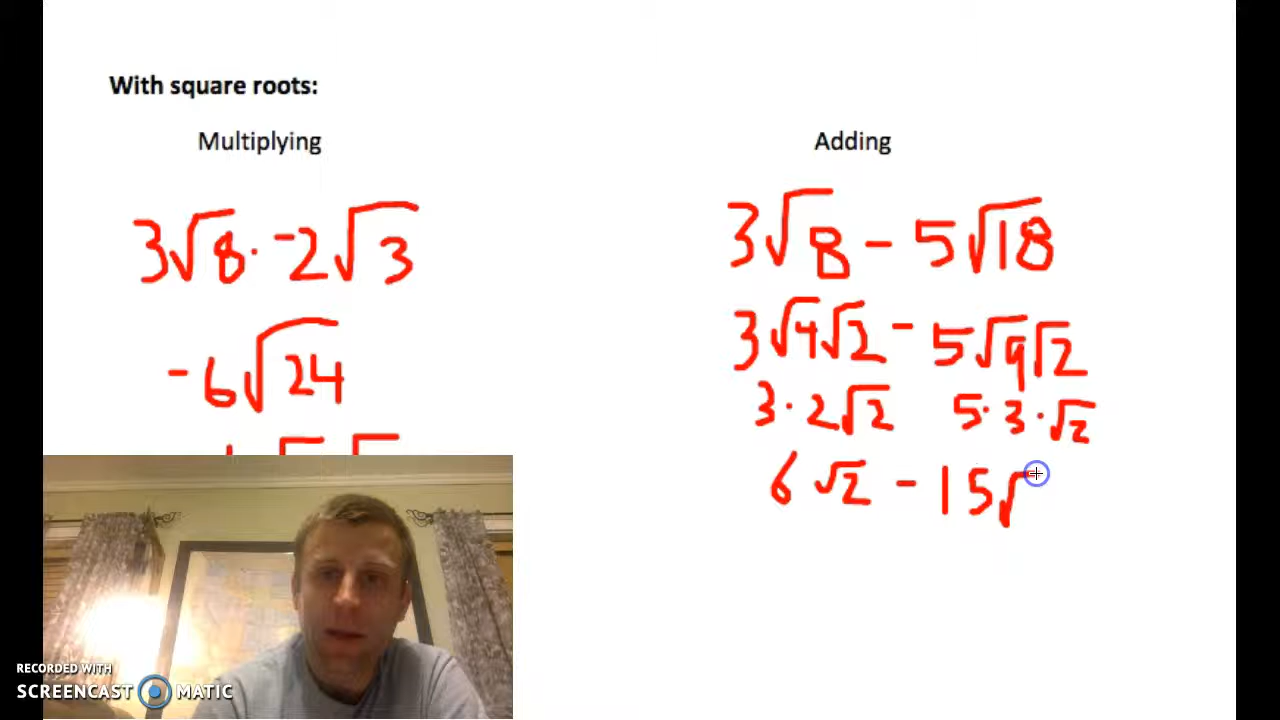 With square roots:
Multiplying
3√8 · -2√3
-6√24
Adding
3√8 - 5√18
3√4√2 - 5√9√2
3·2√2 5·3·√2
6√2 - 15√
RECORDED WITH
SCREENCAST MATIC